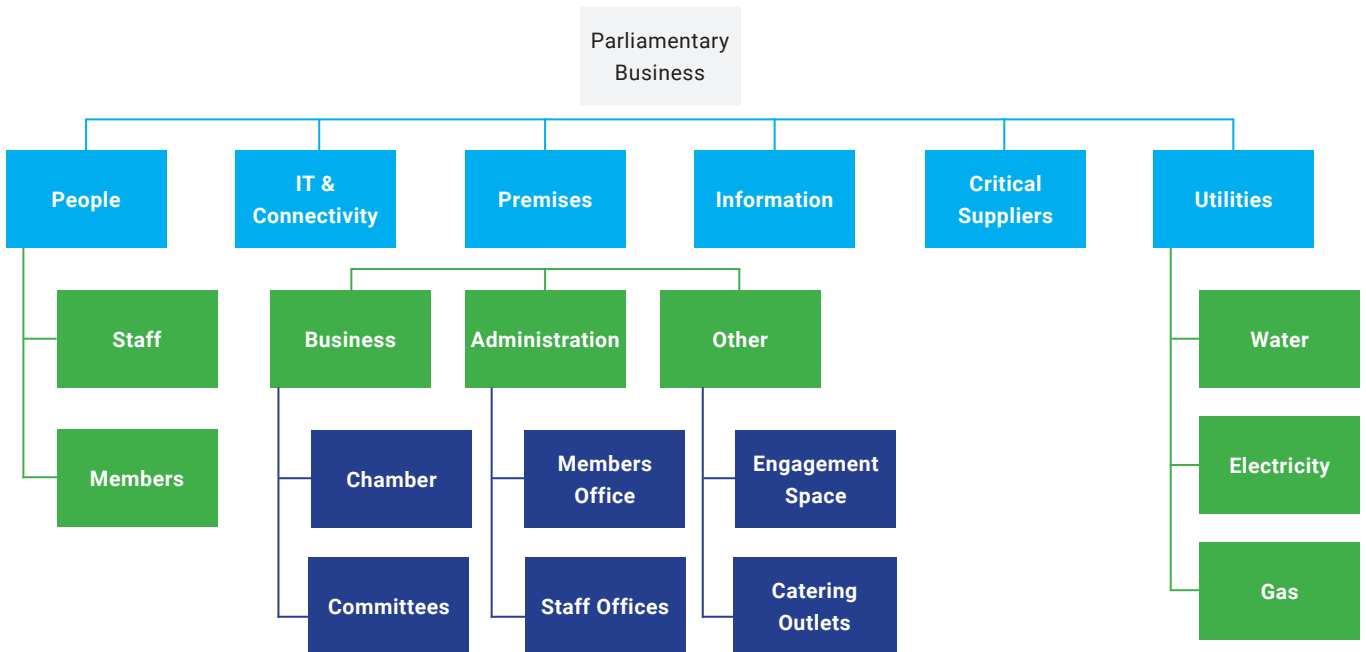 Parliamentary
Business
People
IT &
Connectivity
Premises
Information
Critical
Suppliers
Utilities
Staff
Business
Administration
Other
Water
Members
Chamber
Members
Office
Engagement
Space
Electricity
Committees
Staff Offices
Catering
Outlets
Gas